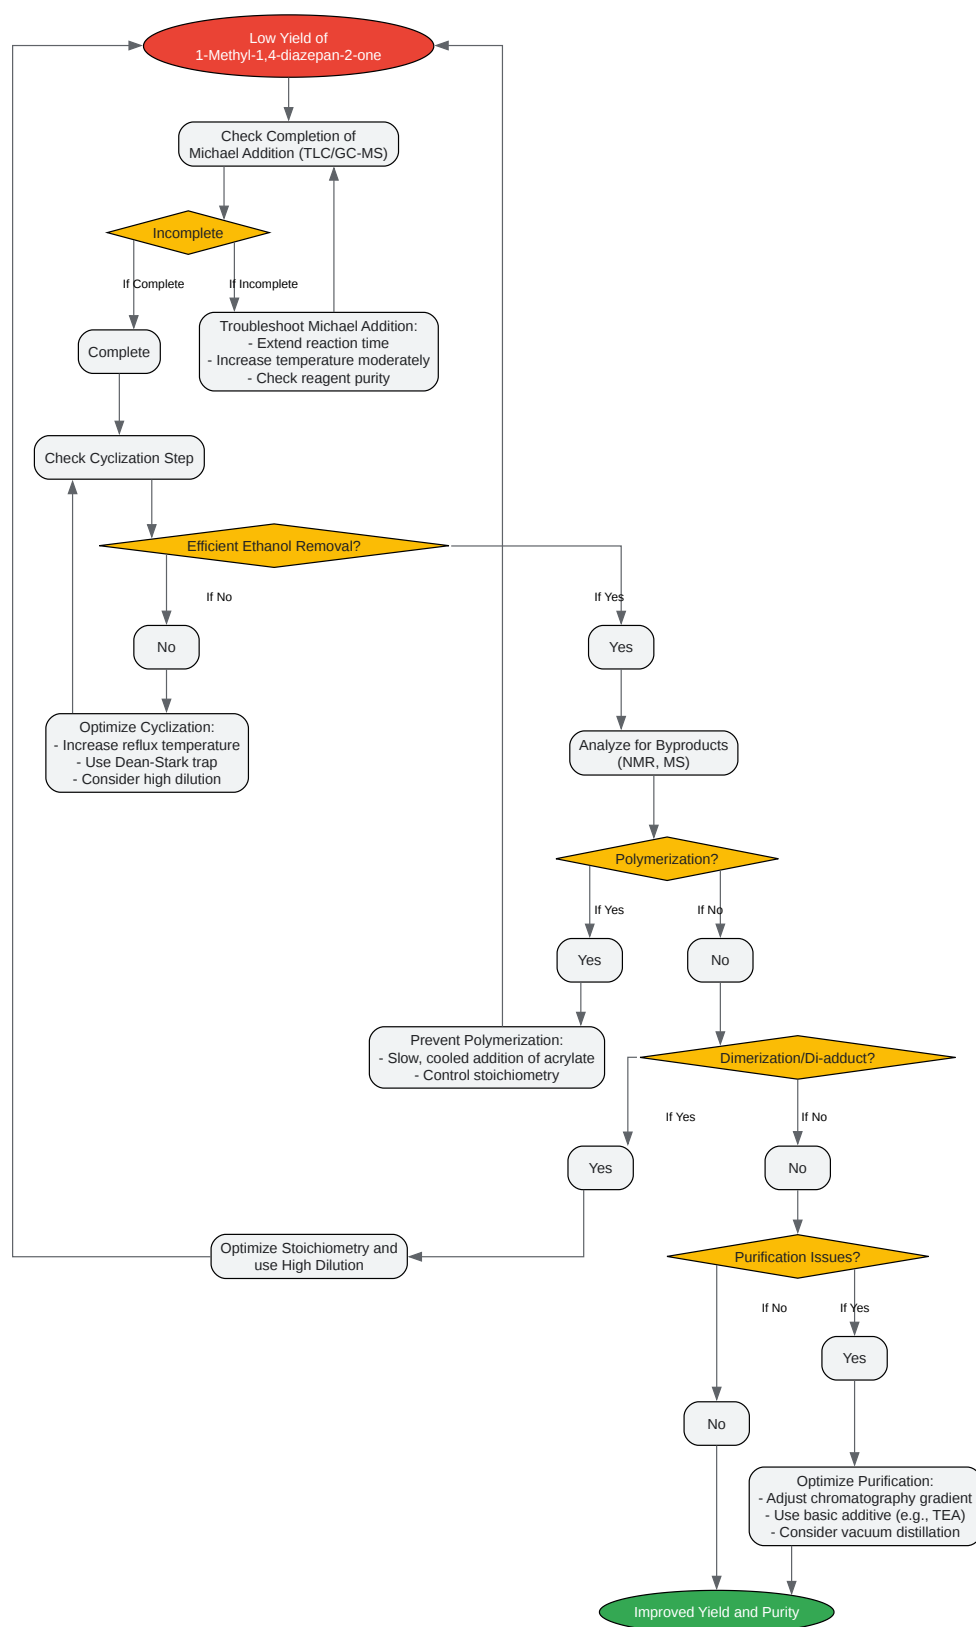 Low Yield of
1-Methyl-1,4-diazepan-2-one
Check Completion of
Michael Addition (TLC/GC-MS)
Incomplete
If Complete
If Incomplete
Troubleshoot Michael Addition:
- Extend reaction time
- Increase temperature moderately
- Check reagent purity
Complete
Check Cyclization Step
Efficient Ethanol Removal?
If No
If Yes
No
Yes
Optimize Cyclization:
- Increase reflux temperature
- Use Dean-Stark trap
- Consider high dilution
Analyze for Byproducts
(NMR, MS)
Polymerization?
If Yes
If No
Yes
No
Prevent Polymerization:
- Slow, cooled addition of acrylate
- Control stoichiometry
Dimerization/Di-adduct?
If Yes
If No
Yes
No
Optimize Stoichiometry and
use High Dilution
Purification Issues?
If No
If Yes
Yes
No
Optimize Purification:
- Adjust chromatography gradient
- Use basic additive (e.g., TEA)
- Consider vacuum distillation
Improved Yield and Purity